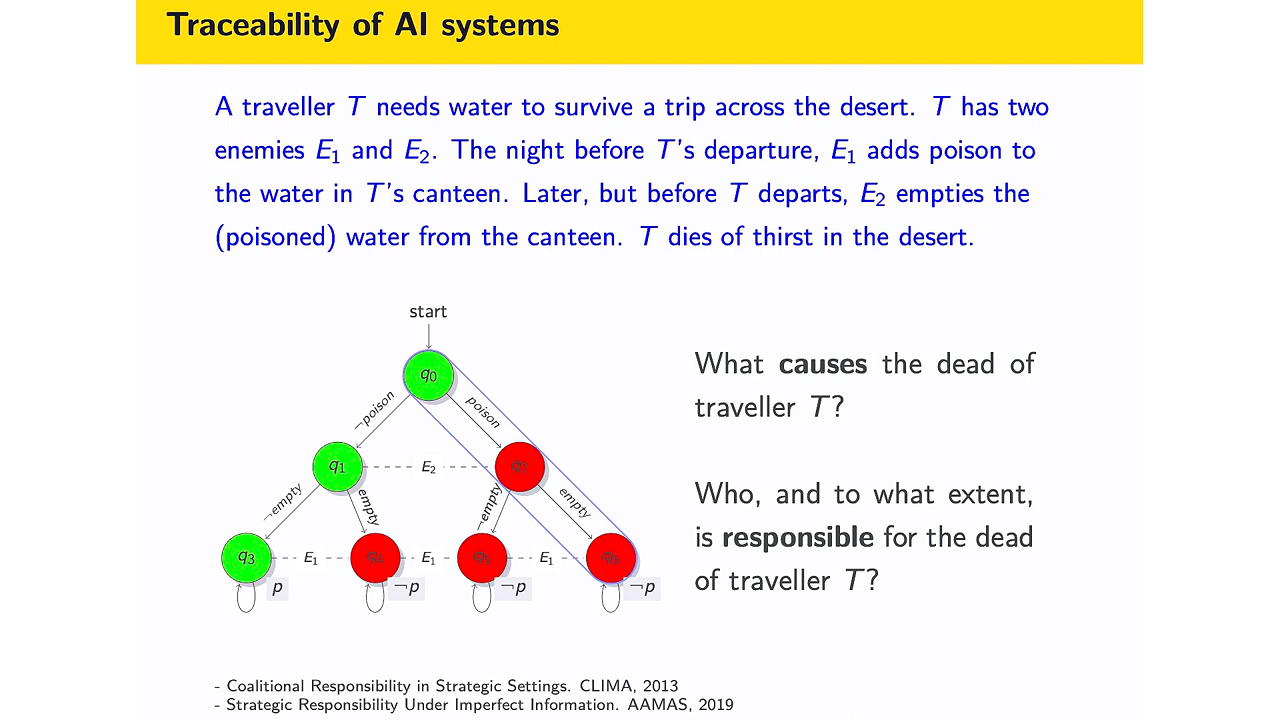 Traceability of AI systems
A traveller T needs water to survive a trip across the desert. T has two
enemies E1 and E2. The night before T's departure, E1 adds poison to
the water in T's canteen. Later, but before T departs, E2 empties the
(poisoned) water from the canteen. T dies of thirst in the desert.
start
q0
¬poison
poison
q1
E2
q2
¬empty
empty
¬empty
empty
q3
E1
q4
E1
q5
E1
p
¬p
¬p
¬p
What causes the dead of
traveller T?
Who, and to what extent,
is responsible for the dead
of traveller T?
- Coalitional Responsibility in Strategic Settings. CLIMA, 2013
- Strategic Responsibility Under Imperfect Information. AAMAS, 2019